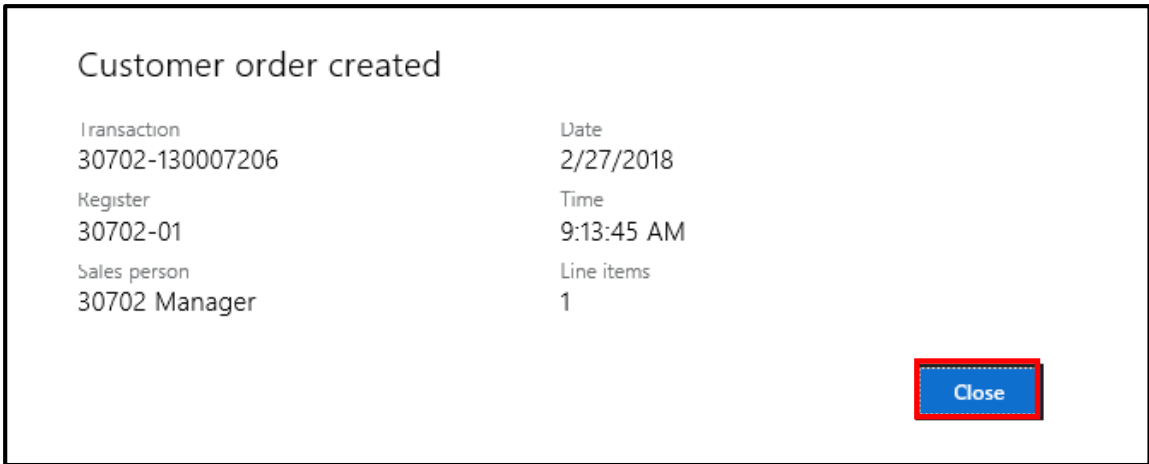 Customer order created
Transaction
30702-130007206
Date
2/27/2018
Register
30702-01
Time
9:13:45 AM
Sales person
30702 Manager
Line items
1
Close